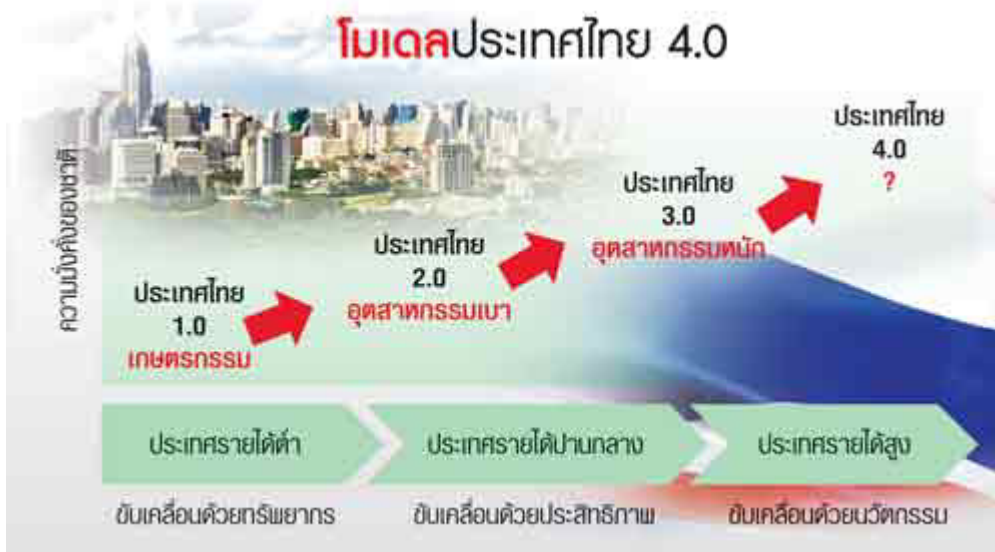 โมเดลประเทศไทย 4.0
ความมั่งคั่งของชาติ
ประเทศไทย
1.0
เกษตรกรรม
ประเทศไทย
2.0
อุตสาหกรรมเบา
ประเทศไทย
3.0
อุตสาหกรรมหนัก
ประเทศไทย
4.0
?
ประเทศรายได้ต่ำ
ประเทศรายได้ปานกลาง
ประเทศรายได้สูง
ขับเคลื่อนด้วยทรัพยากร
ขับเคลื่อนด้วยประสิทธิภาพ
ขับเคลื่อนด้วยนวัตกรรม